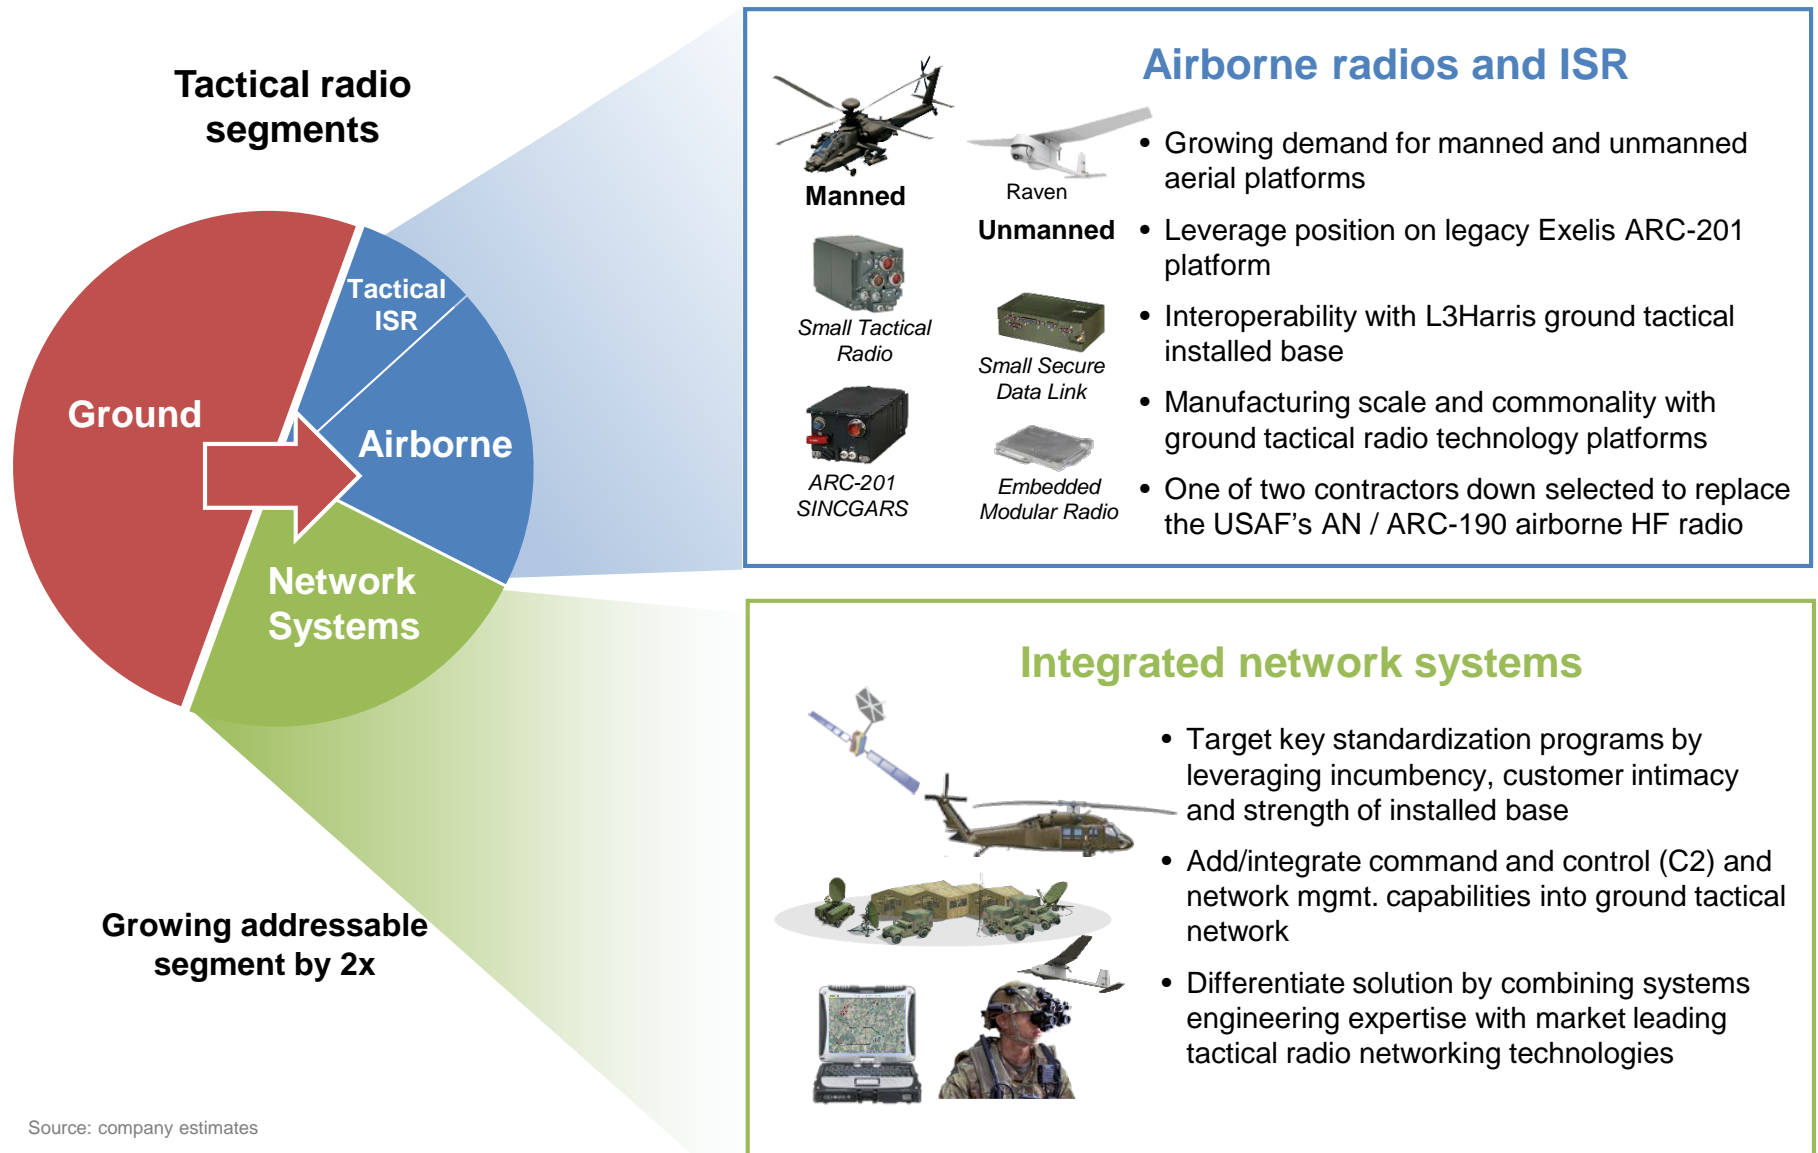 Tactical radio
segments
Ground
Tactical
ISR
Airborne
Network
Systems
Growing addressable
segment by 2x
Source: company estimates
Airborne radios and ISR
Manned
Raven
Unmanned
Small Tactical
Radio
Small Secure
Data Link
ARC-201
SINCGARS
Embedded
Modular Radio
• Growing demand for manned and unmanned
aerial platforms
• Leverage position on legacy Exelis ARC-201
platform
• Interoperability with L3Harris ground tactical
installed base
• Manufacturing scale and commonality with
ground tactical radio technology platforms
• One of two contractors down selected to replace
the USAF’s AN / ARC-190 airborne HF radio
Integrated network systems
• Target key standardization programs by
leveraging incumbency, customer intimacy
and strength of installed base
• Add/integrate command and control (C2) and
network mgmt. capabilities into ground tactical
network
• Differentiate solution by combining systems
engineering expertise with market leading
tactical radio networking technologies